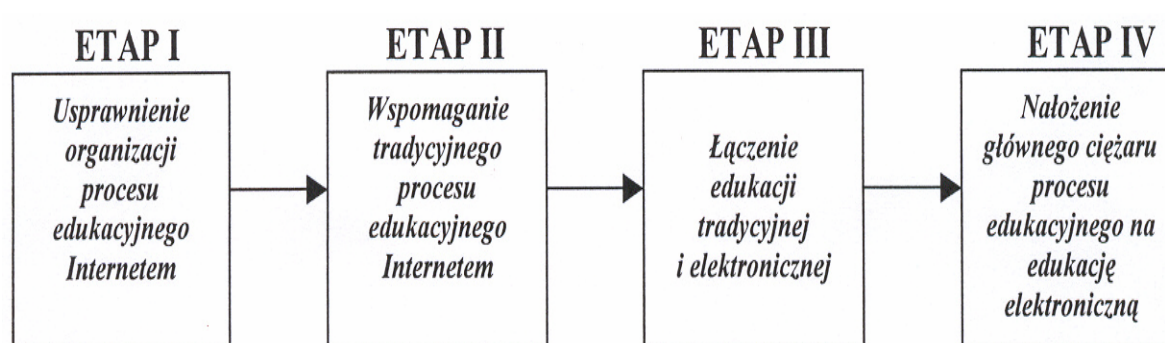 ETAP I
Usprawnienie
organizacji
procesu
edukacyjnego
Internetem
ETAP II
Wspomaganie
tradycyjnego
procesu
edukacyjnego
Internetem
ETAP III
Łączenie
edukacji
tradycyjnej
i elektronicznej
ETAP IV
Nałożenie
głównego ciężaru
procesu
edukacyjnego na
edukację
elektroniczną